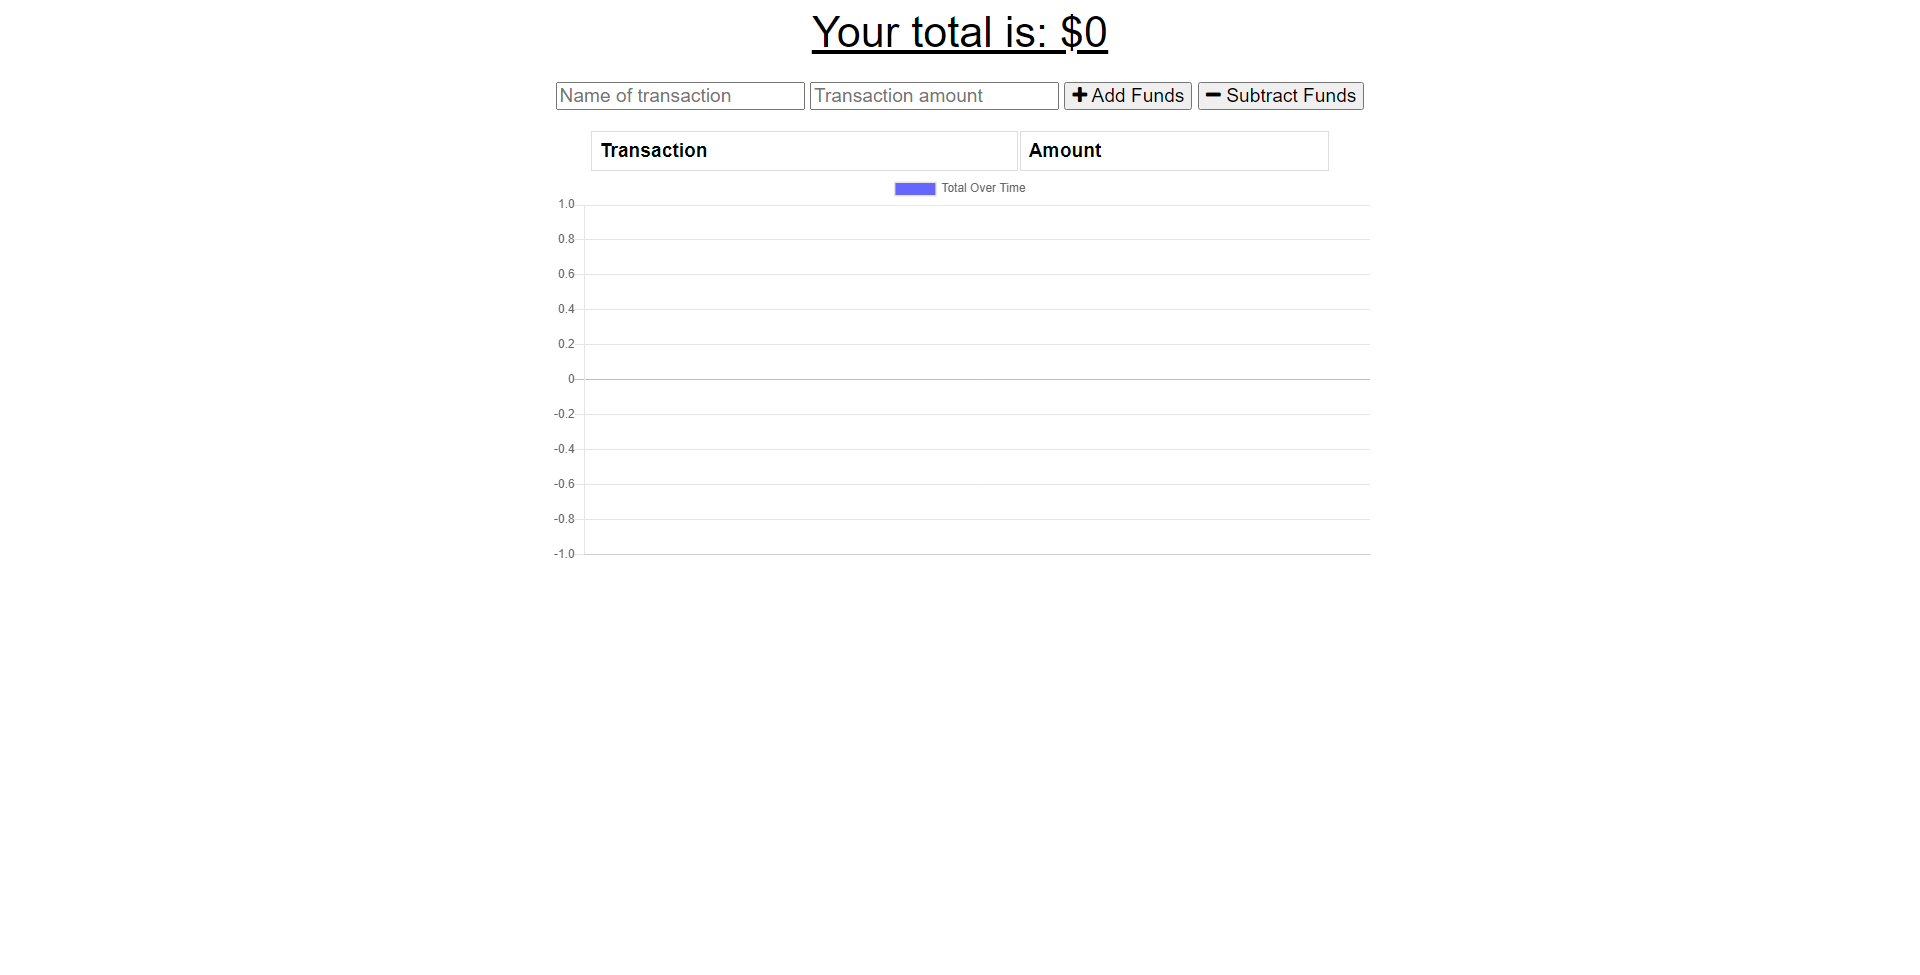 Your total is: $0
Name of transaction Transaction amount Add Funds Subtract Funds
Transaction Amount
Total Over Time
1.0
0.8
0.6
0.4
0.2
0
-0.2
-0.4
-0.6
-0.8
-1.0